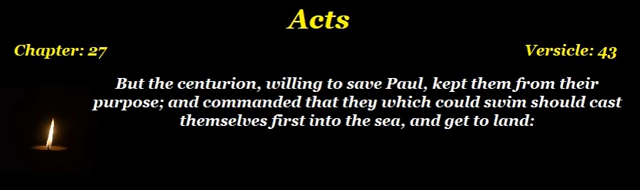 Acts
Chapter: 27 Versicle: 43
But the centurion, willing to save Paul, kept them from their
purpose; and commanded that they which could swim should cast
themselves first into the sea, and get to land: